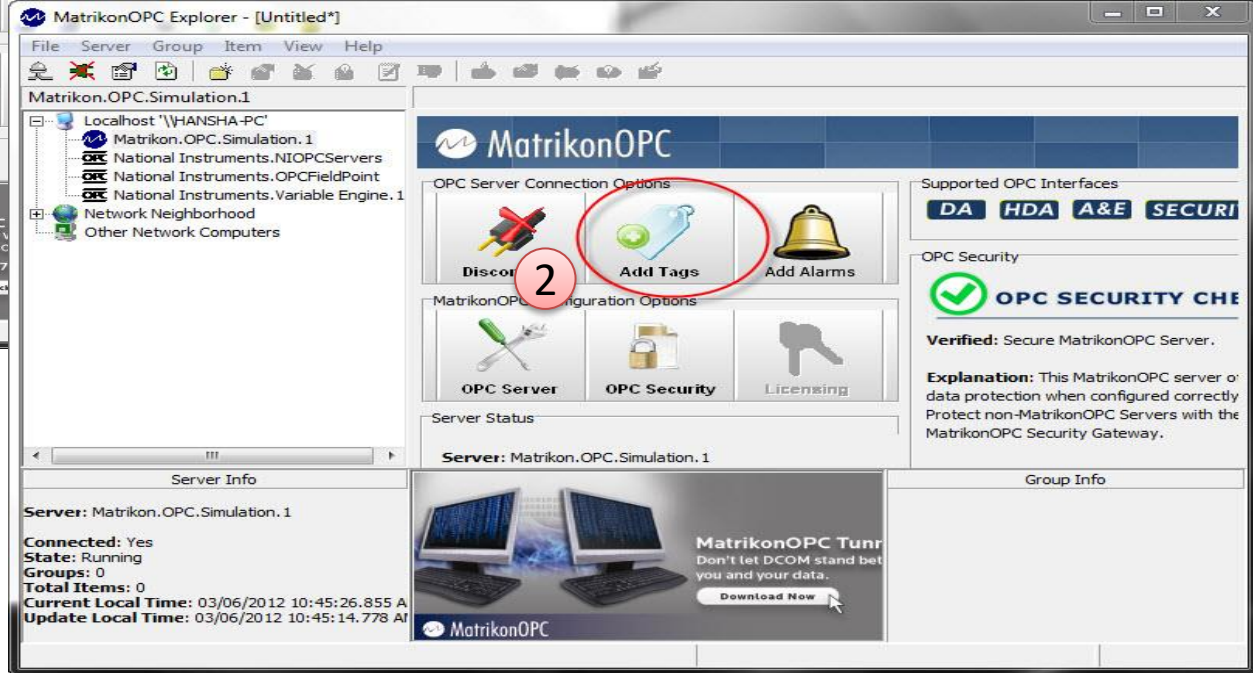 MatrikonOPC Explorer - [Untitled*]
File Server Group Item View Help
Matrikon.OPC.Simulation.1
Localhost '\\HANSHA-PC'
Matrikon.OPC.Simulation.1
National Instruments.NIOPCServers
National Instruments.OPCFieldPoint
National Instruments.Variable Engine.1
Network Neighborhood
Other Network Computers
MatrikonOPC
OPC Server Connection Options
Add Tags
Add Alarms
2
MatrikonOPC Options
OPC Server
OPC Security
Licensing
Server Status
Server: Matrikon.OPC.Simulation.1
Supported OPC Interfaces
DA HDA A&E SECURI
OPC Security
OPC SECURITY CHE
Verified: Secure MatrikonOPC Server.
Explanation: This MatrikonOPC server
data protection when configured correctly
Protect non-MatrikonOPC Servers with the
MatrikonOPC Security Gateway.
Server Info
Server: Matrikon.OPC.Simulation.1
Connected: Yes
State: Running
Groups: 0
Total Items: 0
Current Local Time: 03/06/2012 10:45:26.855 A
Update Local Time: 03/06/2012 10:45:14.778 A
MatrikonOPC Tunn
Don't let DCOM stand bet
you and your data.
Download Now
MatrikonOPC
Group Info